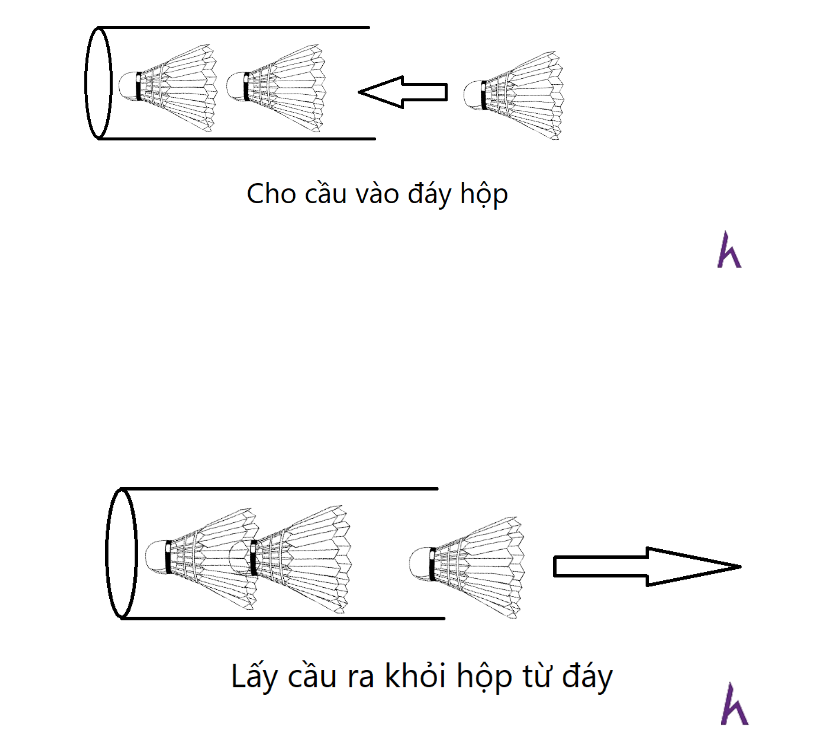 Cho cầu vào đáy hộp
Lấy cầu ra khỏi hộp từ đáy